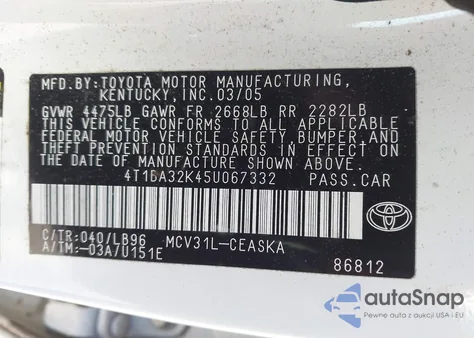 MFD.BY:TOYOTA MOTOR MANUFACTURING,
KENTUCKY,INC.03/05
GVWR 4475LB GAWR FR 2668LB RR 2282LB
THIS VEHICLE CONFORMS TO ALL APPLICABLE
FEDERAL MOTOR VEHICLE SAFETY, BUMPER AND
THEFT PREVENTION STANDARDS IN EFFECT ON
THE DATE OF MANUFACTURE SHOWN ABOVE.
4T1BA32K45U067332 PASS.CAR
C/TR:040/LB96 MCV31L-CEASKA
A/TM:-03A/U151E
86812
TOYOTA
autaSnap
Pewne auta z aukcji USA i EU